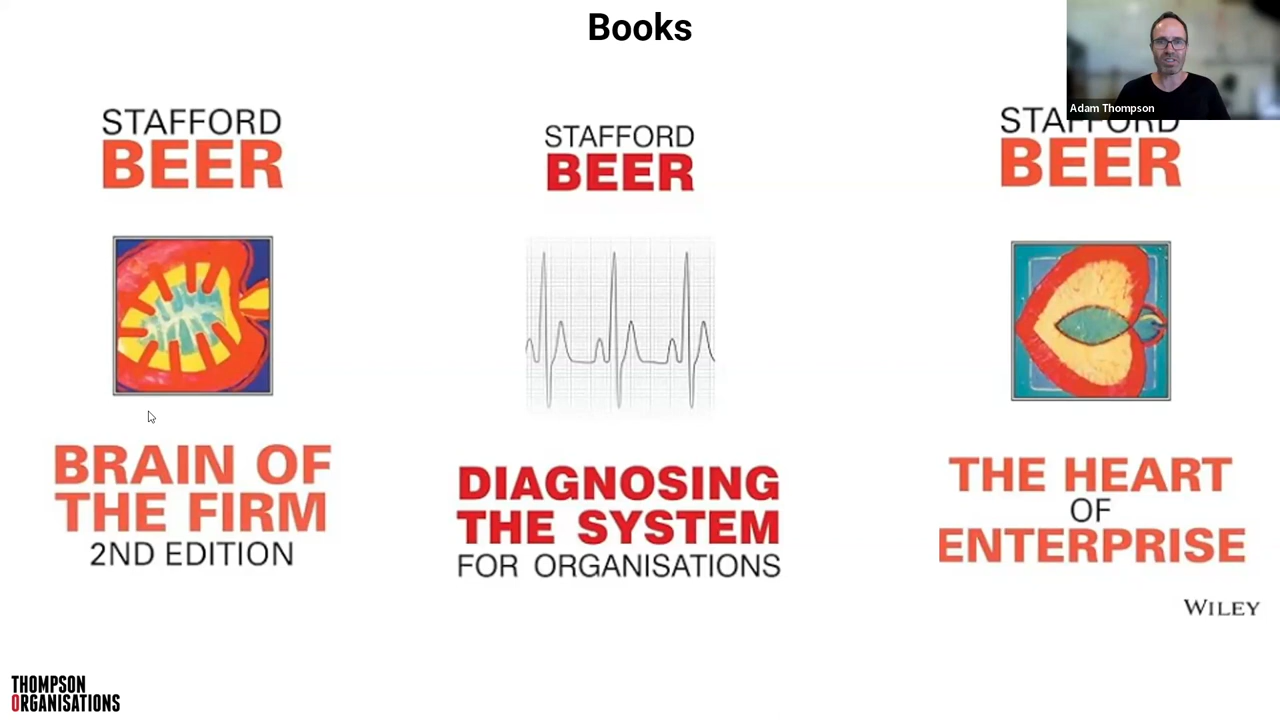 Books
Adam Thompson
STAFFORD
BEER
BRAIN OF
THE FIRM
2ND EDITION
STAFFORD
BEER
DIAGNOSING
THE SYSTEM
FOR ORGANISATIONS
STAFFORD
BEER
THE HEART
OF
ENTERPRISE
WILEY
THOMPSON
ORGANISATIONS